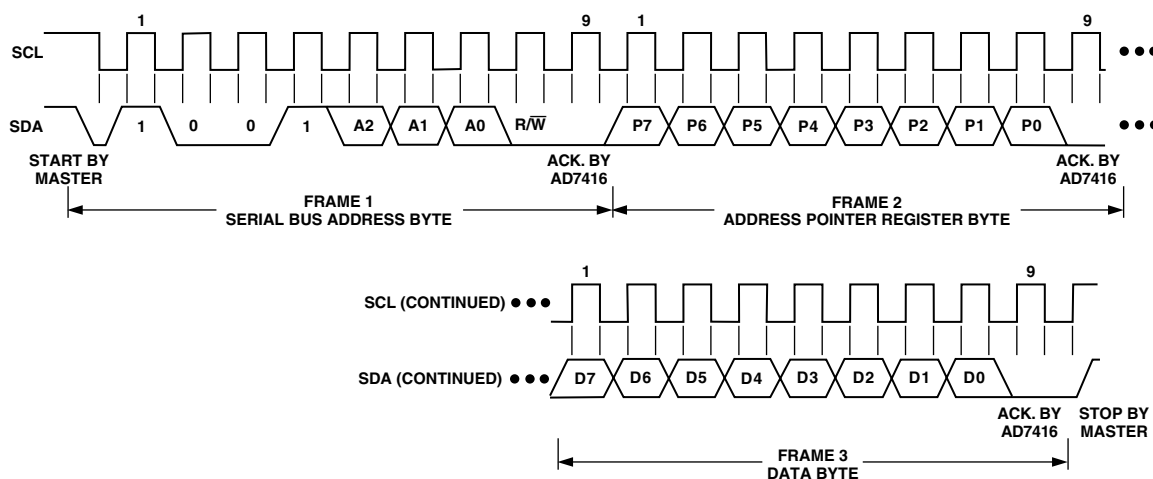 1 9 1 9
SCL
SDA 1 0 0 1 A2 A1 A0 R/W̅ P7 P6 P5 P4 P3 P2 P1 P0
START BY
MASTER
ACK. BY
AD7416
ACK. BY
AD7416
FRAME 1
SERIAL BUS ADDRESS BYTE
FRAME 2
ADDRESS POINTER REGISTER BYTE
1 9
SCL (CONTINUED)
SDA (CONTINUED) D7 D6 D5 D4 D3 D2 D1 D0
ACK. BY
AD7416
STOP BY
MASTER
FRAME 3
DATA BYTE